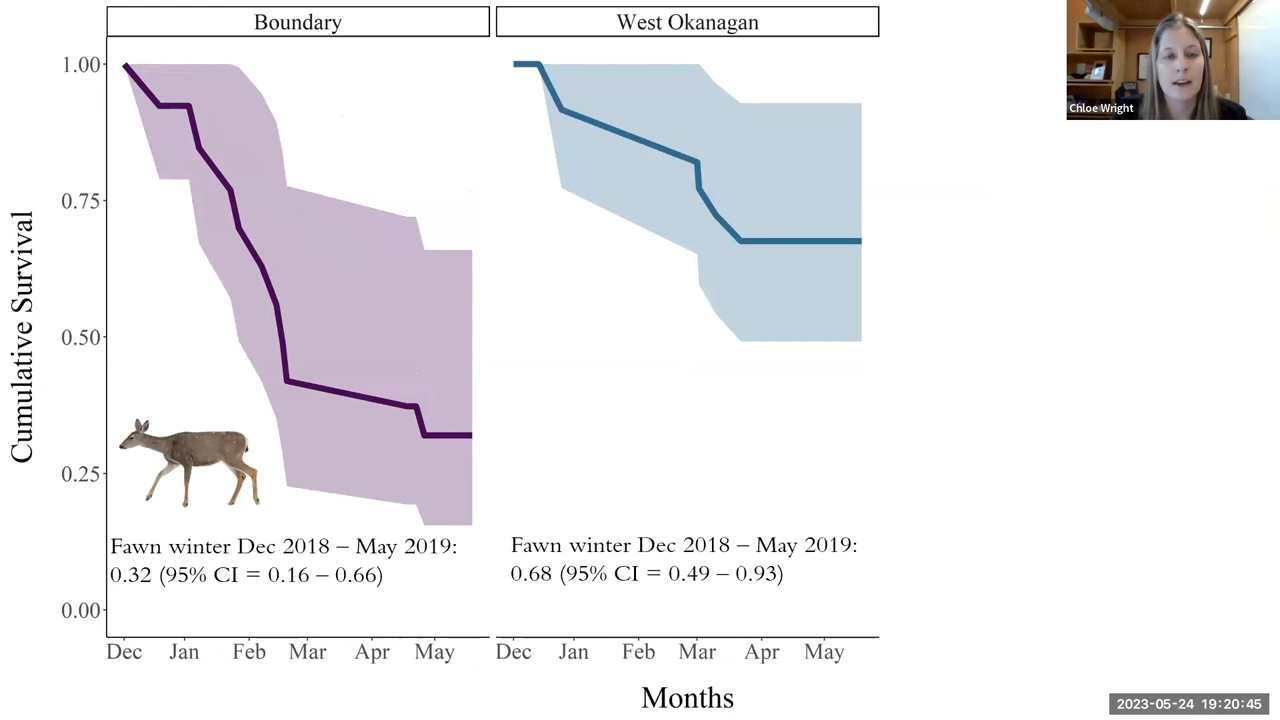 Boundary
West Okanagan
Chloe Wright
Cumulative Survival
1.00
0.75
0.50
0.25
0.00
Fawn winter Dec 2018 – May 2019:
0.32 (95% CI = 0.16 – 0.66)
Fawn winter Dec 2018 – May 2019:
0.68 (95% CI = 0.49 – 0.93)
Dec Jan Feb Mar Apr May
Dec Jan Feb Mar Apr May
Months
2023-05-24 19:20:45